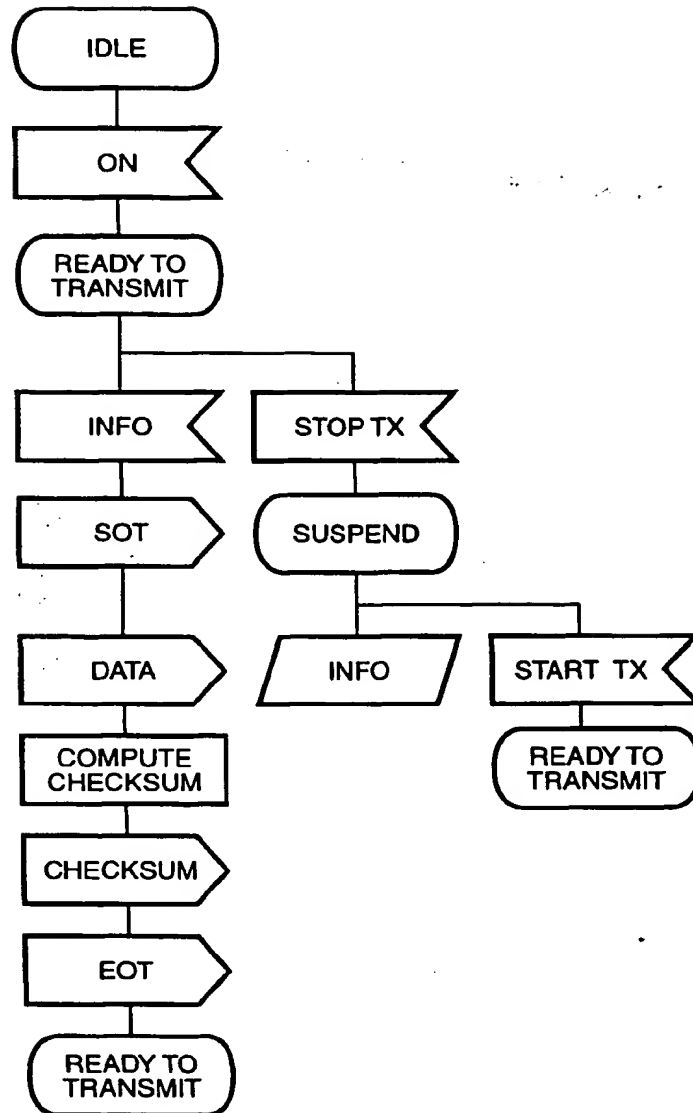 IDLE
ON
READY TO
TRANSMIT
INFO
STOP TX
SOT
SUSPEND
DATA
INFO
START TX
COMPUTE
CHECKSUM
READY TO
TRANSMIT
CHECKSUM
EOT
READY TO
TRANSMIT